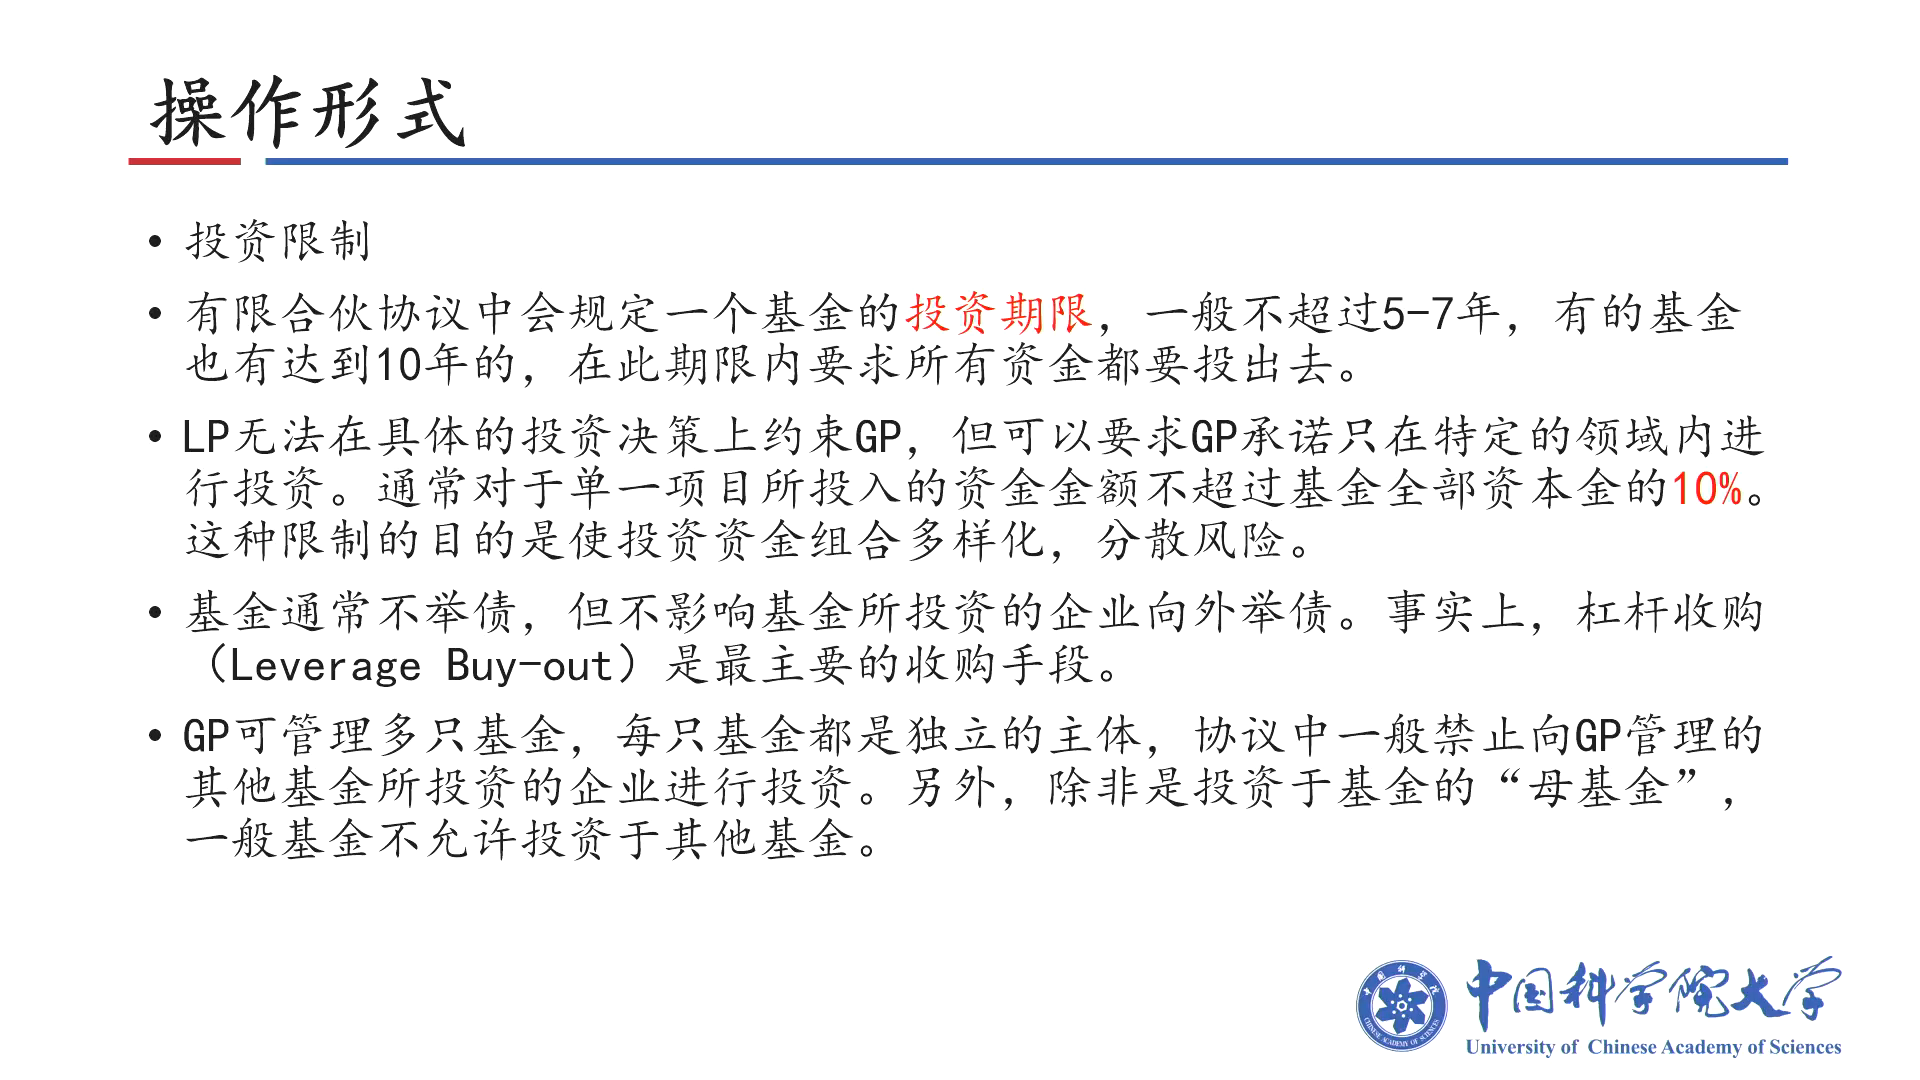 操作形式
• 投资限制
• 有限合伙协议中会规定一个基金的投资期限，一般不超过5-7年，有的基金
也有达到10年的，在此期限内要求所有资金都要投出去。
• LP无法在具体的投资决策上约束GP，但可以要求GP承诺只在特定的领域内进
行投资。通常对于单一项目所投入的资金金额不超过基金全部资本金的10%。
这种限制的目的是使投资资金组合多样化，分散风险。
• 基金通常不举债，但不影响基金所投资的企业向外举债。事实上，杠杆收购
（Leverage Buy-out）是最主要的收购手段。
• GP可管理多只基金，每只基金都是独立的主体，协议中一般禁止向GP管理的
其他基金所投资的企业进行投资。另外，除非是投资于基金的“母基金”，
一般基金不允许投资于其他基金。
中国科学院
CHINESE ACADEMY OF SCIENCES
中国科学院大学
University of Chinese Academy of Sciences